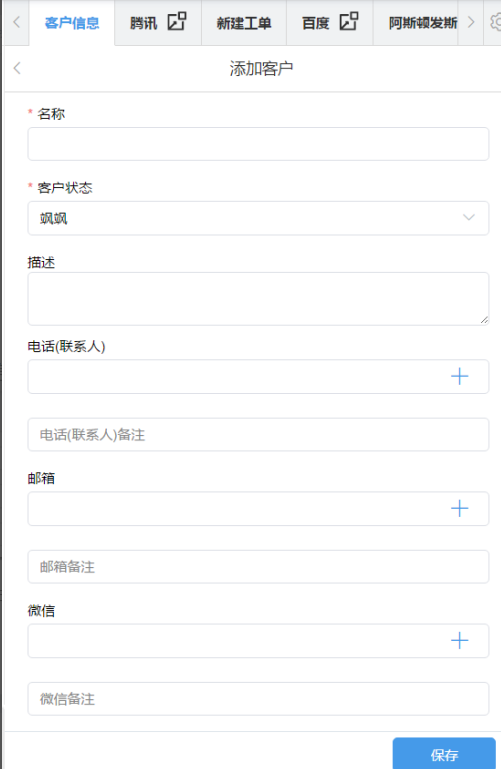 客户信息 腾讯 新建工单 百度 阿斯顿发斯
添加客户
* 名称
* 客户状态
飒飒
描述
电话(联系人)
电话(联系人)备注
邮箱
邮箱备注
微信
微信备注
保存